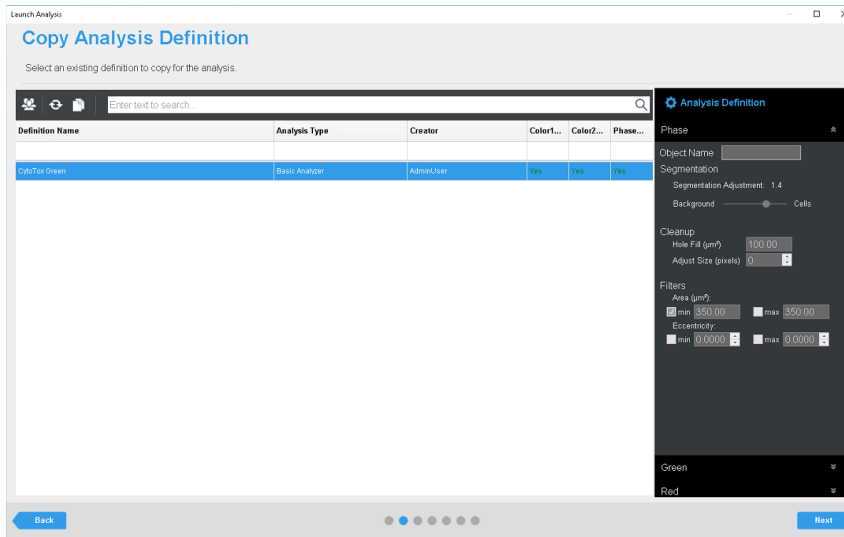 Launch Analysis
Copy Analysis Definition
Select an existing definition to copy for the analysis.
Enter text to search...
Definition Name Analysis Type Creator Color1... Color2... Phase...
CytoTox Green Basic Analyzer AdminUser Yes Yes Yes
Analysis Definition
Phase
Object Name
Segmentation
Segmentation Adjustment: 1.4
Background Cells
Cleanup
Hole Fill (µm²) 100.00
Adjust Size (pixels) 0
Filters
Area (µm²):
min 350.00 max 350.00
Eccentricity:
min 0.0000 max 0.0000
Green
Red
Back Next